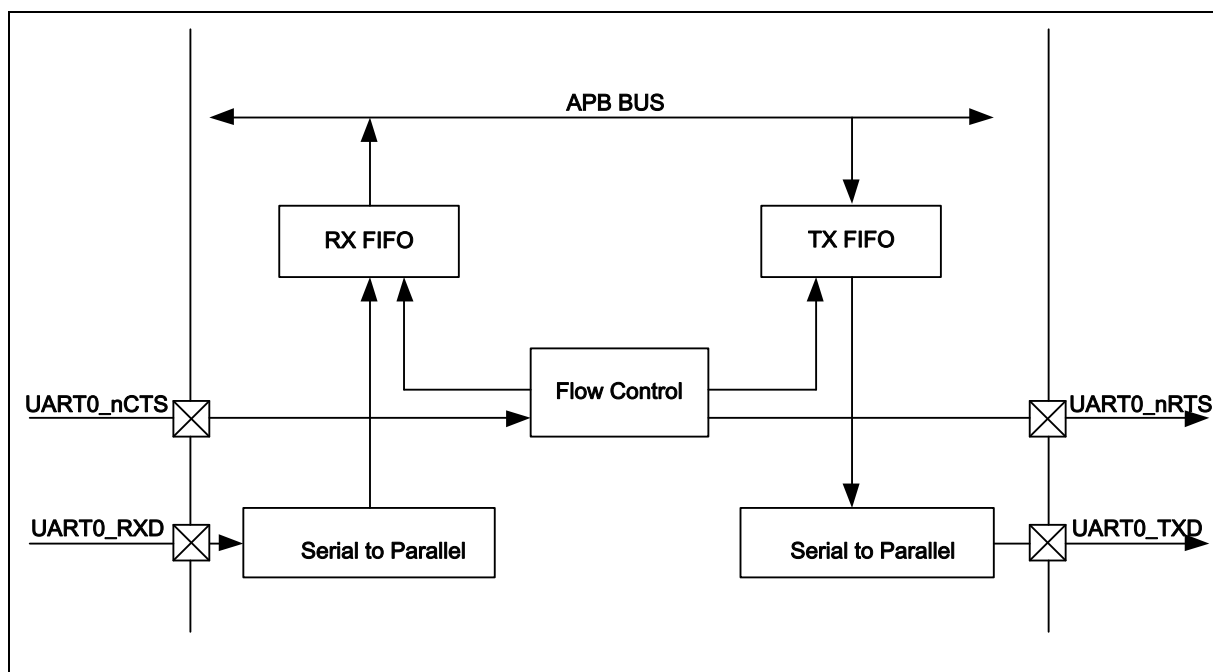 APB BUS
RX FIFO
TX FIFO
Flow Control
UART0_nCTS
UART0_nRTS
UART0_RXD
Serial to Parallel
Serial to Parallel
UART0_TXD